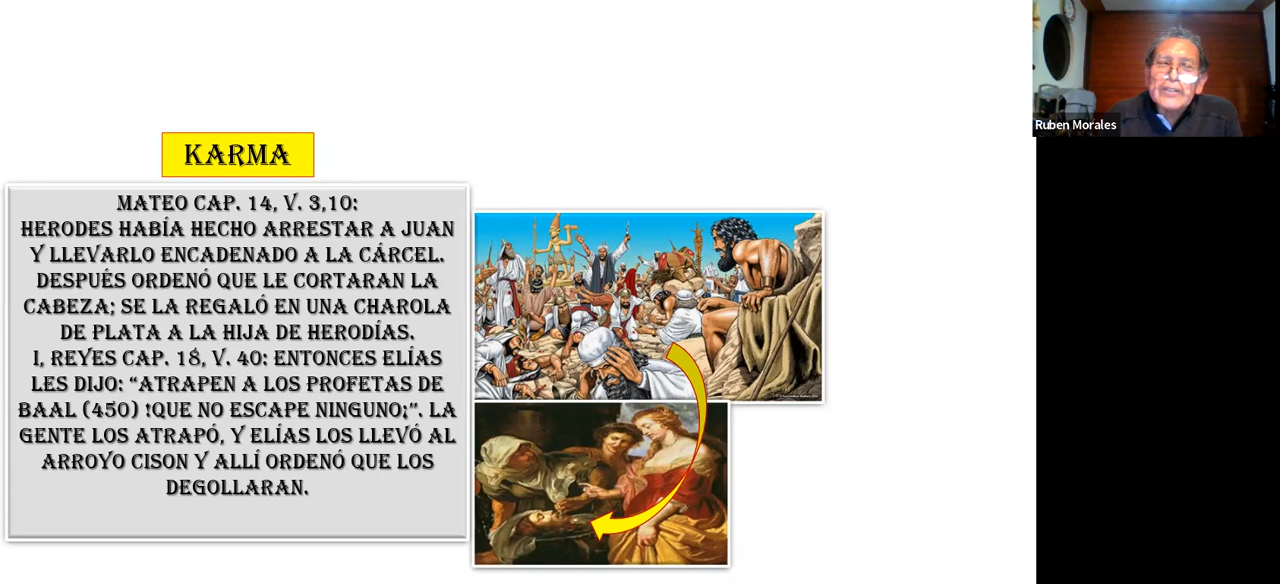 KARMA
MATEO CAP. 14, V. 3,10:
HERODES HABÍA HECHO ARRESTAR A JUAN
Y LLEVARLO ENCADENADO A LA CÁRCEL.
DESPUÉS ORDENÓ QUE LE CORTARAN LA
CABEZA; SE LA REGALÓ EN UNA CHAROLA
DE PLATA A LA HIJA DE HERODÍAS.
I, REYES CAP. 18, V. 40: ENTONCES ELÍAS
LES DIJO: “ATRAPEN A LOS PROFETAS DE
BAAL (450) !QUE NO ESCAPE NINGUNO;”. LA
GENTE LOS ATRAPÓ, Y ELÍAS LOS LLEVÓ AL
ARROYO CISON Y ALLÍ ORDENÓ QUE LOS
DEGOLLARAN.
Ruben Morales